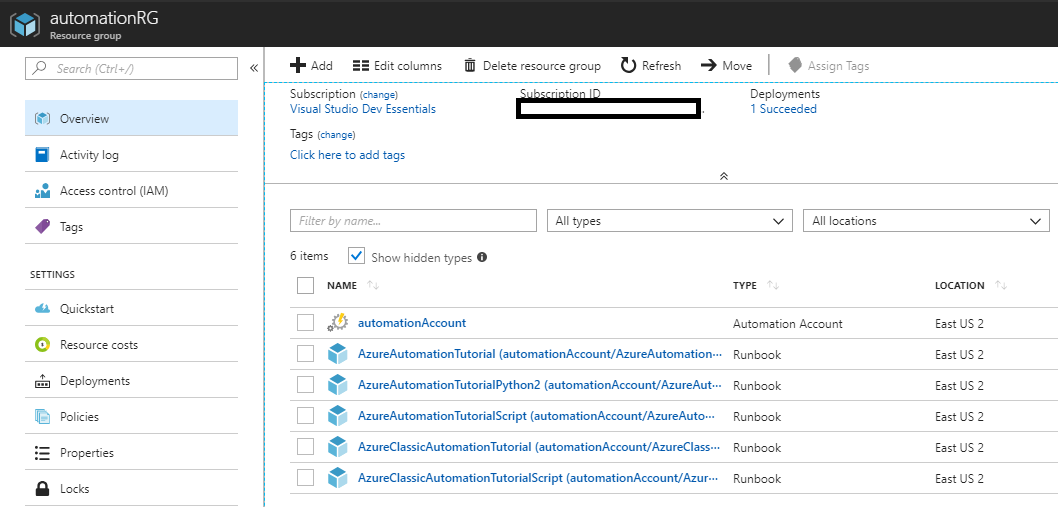 automationRG
Resource group
Search (Ctrl+/)
«
Overview
Activity log
Access control (IAM)
Tags
SETTINGS
Quickstart
Resource costs
Deployments
Policies
Properties
Locks
Add Edit columns Delete resource group Refresh Move Assign Tags
Subscription (change) Subscription ID Deployments
Visual Studio Dev Essentials 1 Succeeded
Tags (change)
Click here to add tags
Filter by name... All types All locations
6 items Show hidden types
NAME TYPE LOCATION
automationAccount Automation Account East US 2
AzureAutomationTutorial (automationAccount/AzureAutomation··· Runbook East US 2
AzureAutomationTutorialPython2 (automationAccount/AzureAut··· Runbook East US 2
AzureAutomationTutorialScript (automationAccount/AzureAuto··· Runbook East US 2
AzureClassicAutomationTutorial (automationAccount/AzureClass··· Runbook East US 2
AzureClassicAutomationTutorialScript (automationAccount/Azur··· Runbook East US 2